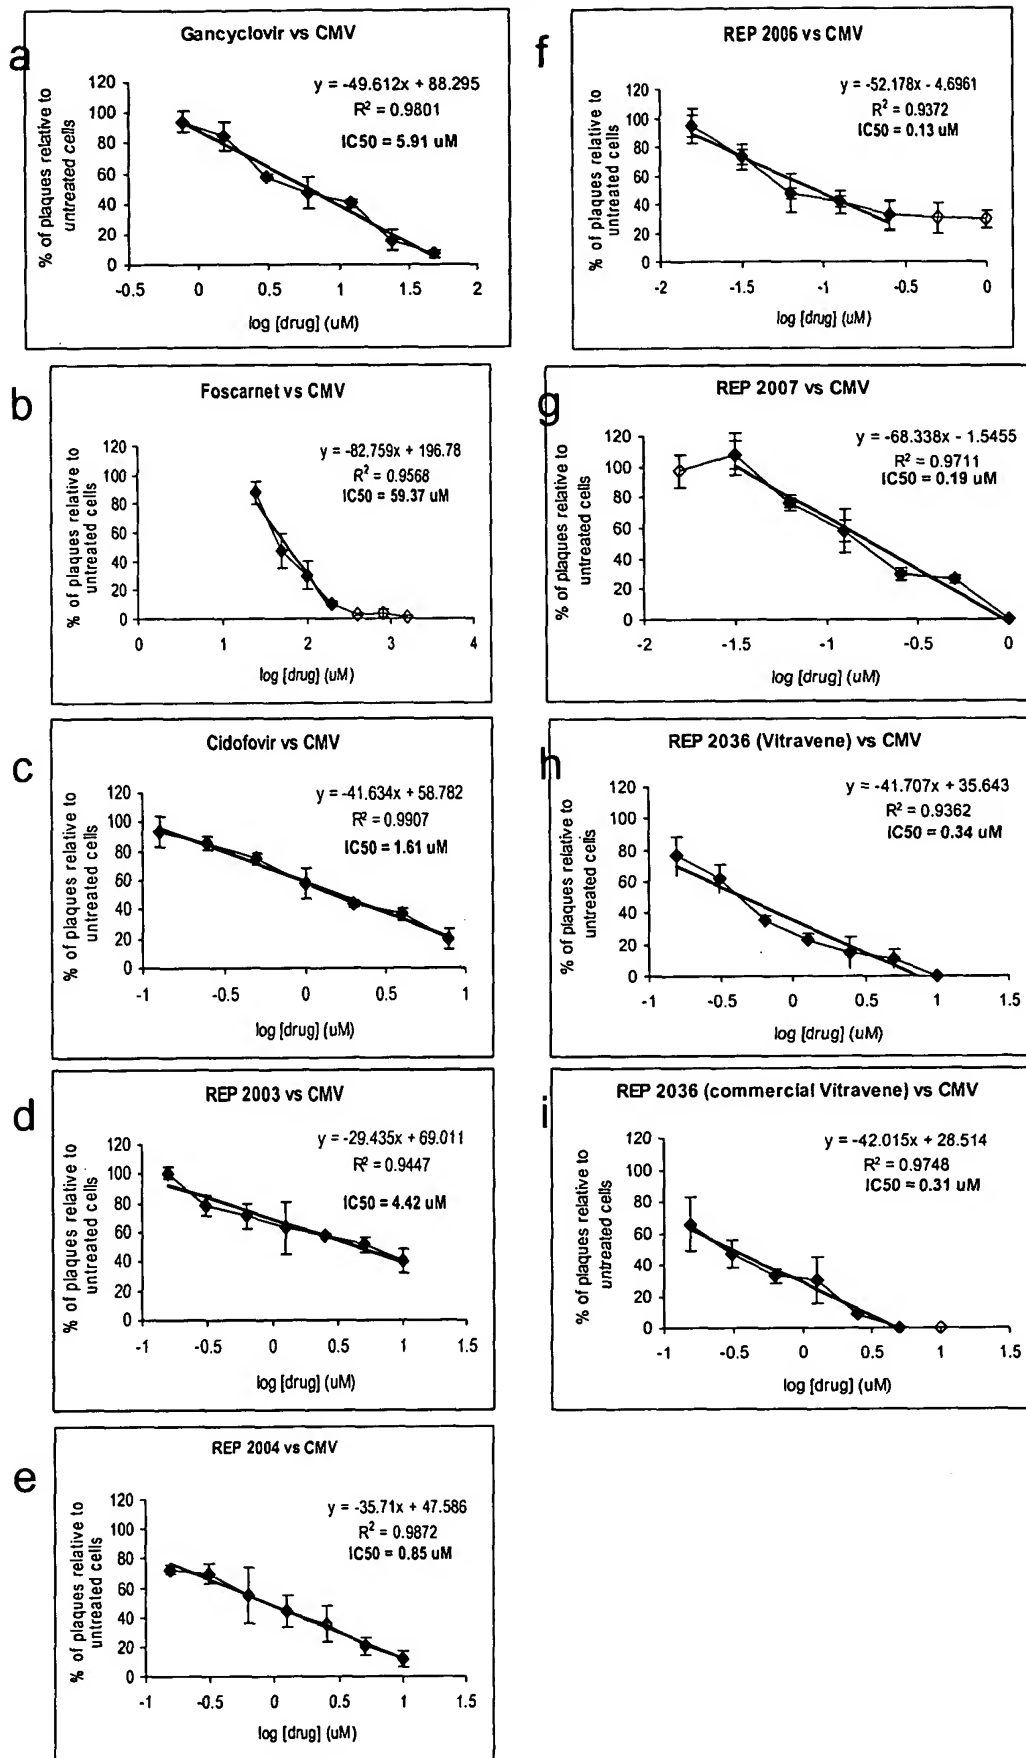 a
Gancyclovir vs CMV
y = -49.612x + 88.295
R² = 0.9801
IC50 = 5.91 uM
% of plaques relative to
untreated cells
120
100
80
60
40
20
0
-0.5 0 0.5 1 1.5 2
log [drug] (uM)
b
Foscarnet vs CMV
y = -82.759x + 196.78
R² = 0.9568
IC50 = 59.37 uM
% of plaques relative to
untreated cells
120
100
80
60
40
20
0
0 1 2 3 4
log [drug] (uM)
c
Cidofovir vs CMV
y = -41.634x + 58.782
R² = 0.9907
IC50 = 1.61 uM
% of plaques relative to
untreated cells
120
100
80
60
40
20
0
-1 -0.5 0 0.5 1
log [drug] (uM)
d
REP 2003 vs CMV
y = -29.435x + 69.011
R² = 0.9447
IC50 = 4.42 uM
% of plaques relative to
untreated cells
120
100
80
60
40
20
0
-1 -0.5 0 0.5 1 1.5
log [drug] (uM)
e
REP 2004 vs CMV
y = -35.71x + 47.586
R² = 0.9872
IC50 = 0.85 uM
% of plaques relative to
untreated cells
120
100
80
60
40
20
0
-1 -0.5 0 0.5 1 1.5
log [drug] (uM)
f
REP 2006 vs CMV
y = -52.178x - 4.6961
R² = 0.9372
IC50 = 0.13 uM
% of plaques relative to
untreated cells
120
100
80
60
40
20
0
-2 -1.5 -1 -0.5 0
log [drug] (uM)
g
REP 2007 vs CMV
y = -68.338x - 1.5455
R² = 0.9711
IC50 = 0.19 uM
% of plaques relative to
untreated cells
120
100
80
60
40
20
0
-2 -1.5 -1 -0.5 0
log [drug] (uM)
h
REP 2036 (Vitravene) vs CMV
y = -41.707x + 35.643
R² = 0.9362
IC50 = 0.34 uM
% of plaques relative to
untreated cells
120
100
80
60
40
20
0
-1 -0.5 0 0.5 1 1.5
log [drug] (uM)
i
REP 2036 (commercial Vitravene) vs CMV
y = -42.015x + 28.514
R² = 0.9748
IC50 = 0.31 uM
% of plaques relative to
untreated cells
120
100
80
60
40
20
0
-1 -0.5 0 0.5 1 1.5
log [drug] (uM)